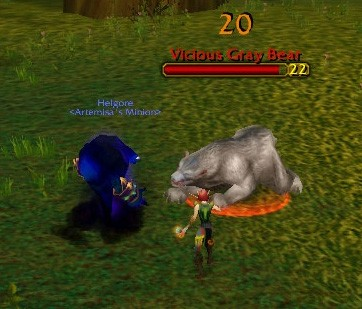 20
Vicious Gray Bear
22
Helgore
<Artemisa's Minion>